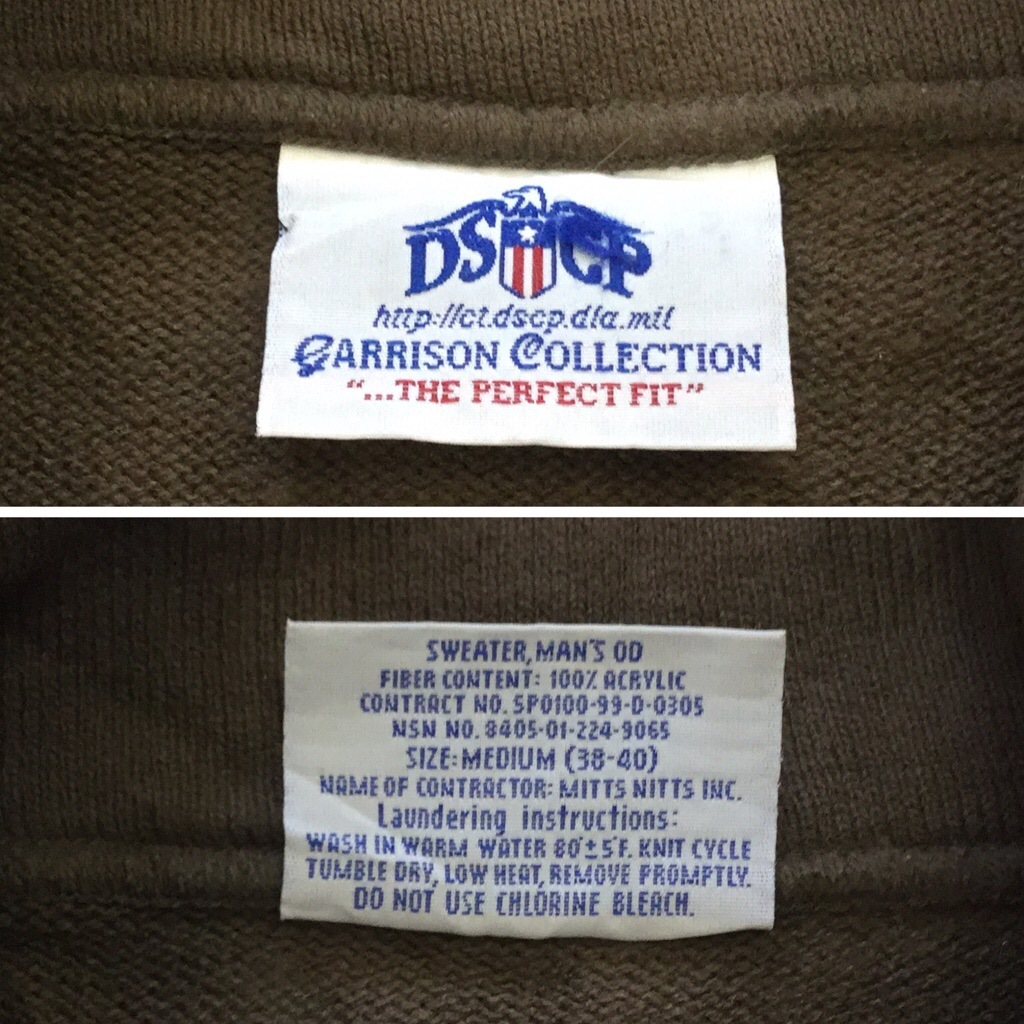 DSCP
http://ct.dscp.dla.mil
GARRISON COLLECTION
"...THE PERFECT FIT"
SWEATER, MAN'S OD
FIBER CONTENT: 100% ACRYLIC
CONTRACT NO. SP0100-99-D-0305
NSN NO. 8405-01-224-9065
SIZE: MEDIUM (38-40)
NAME OF CONTRACTOR: MITTS NITTS INC.
Laundering instructions:
WASH IN WARM WATER 80°±5°F. KNIT CYCLE
TUMBLE DRY, LOW HEAT, REMOVE PROMPTLY.
DO NOT USE CHLORINE BLEACH.